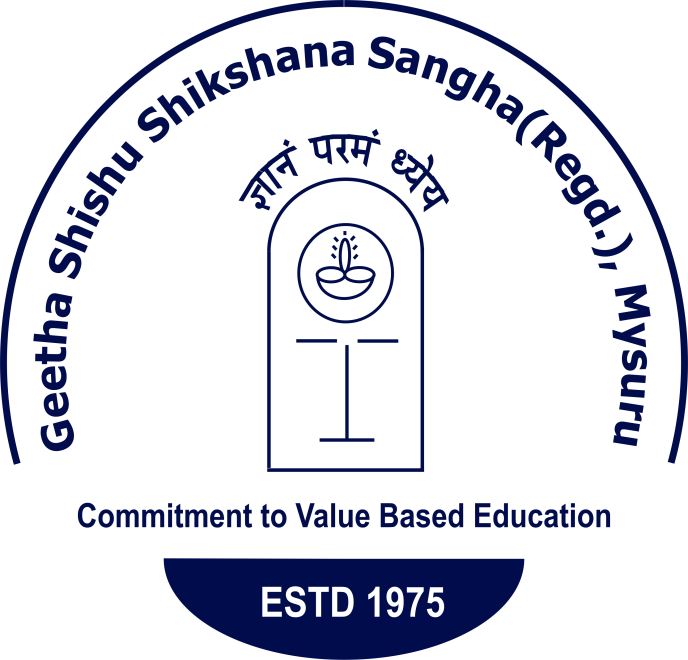 Geetha Shishu Shikshana Sangha(Regd.), Mysuru
ज्ञानं परमं ध्येय
Commitment to Value Based Education
ESTD 1975